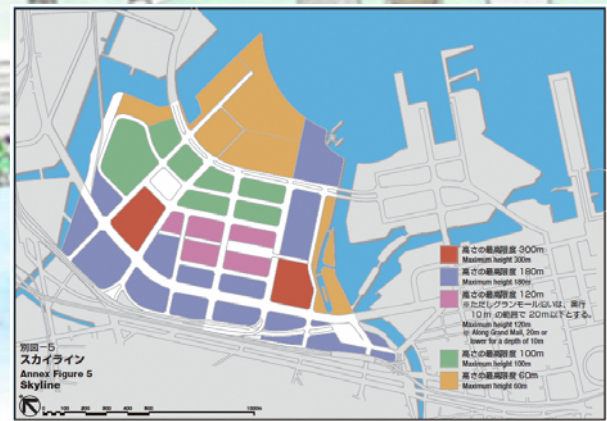 高さの最高限度 300m
Maximum height 300m
高さの最高限度 180m
Maximum height 180m
高さの最高限度 120m
※ただしグランモール沿いは、奥行
10m の範囲で 20m以下とする。
Maximum height 120m
※ Along Grand Mall, 20m or
lower for a depth of 10m
高さの最高限度 100m
Maximum height 100m
高さの最高限度 60m
Maximum height 60m
別図－5
スカイライン
Annex Figure 5
Skyline
0 100 200 300 400 500 1000m